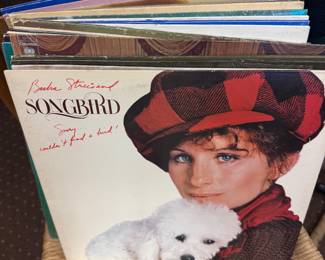 Barbra Streisand
SONGBIRD
"Sorry
couldn't find a bird!"